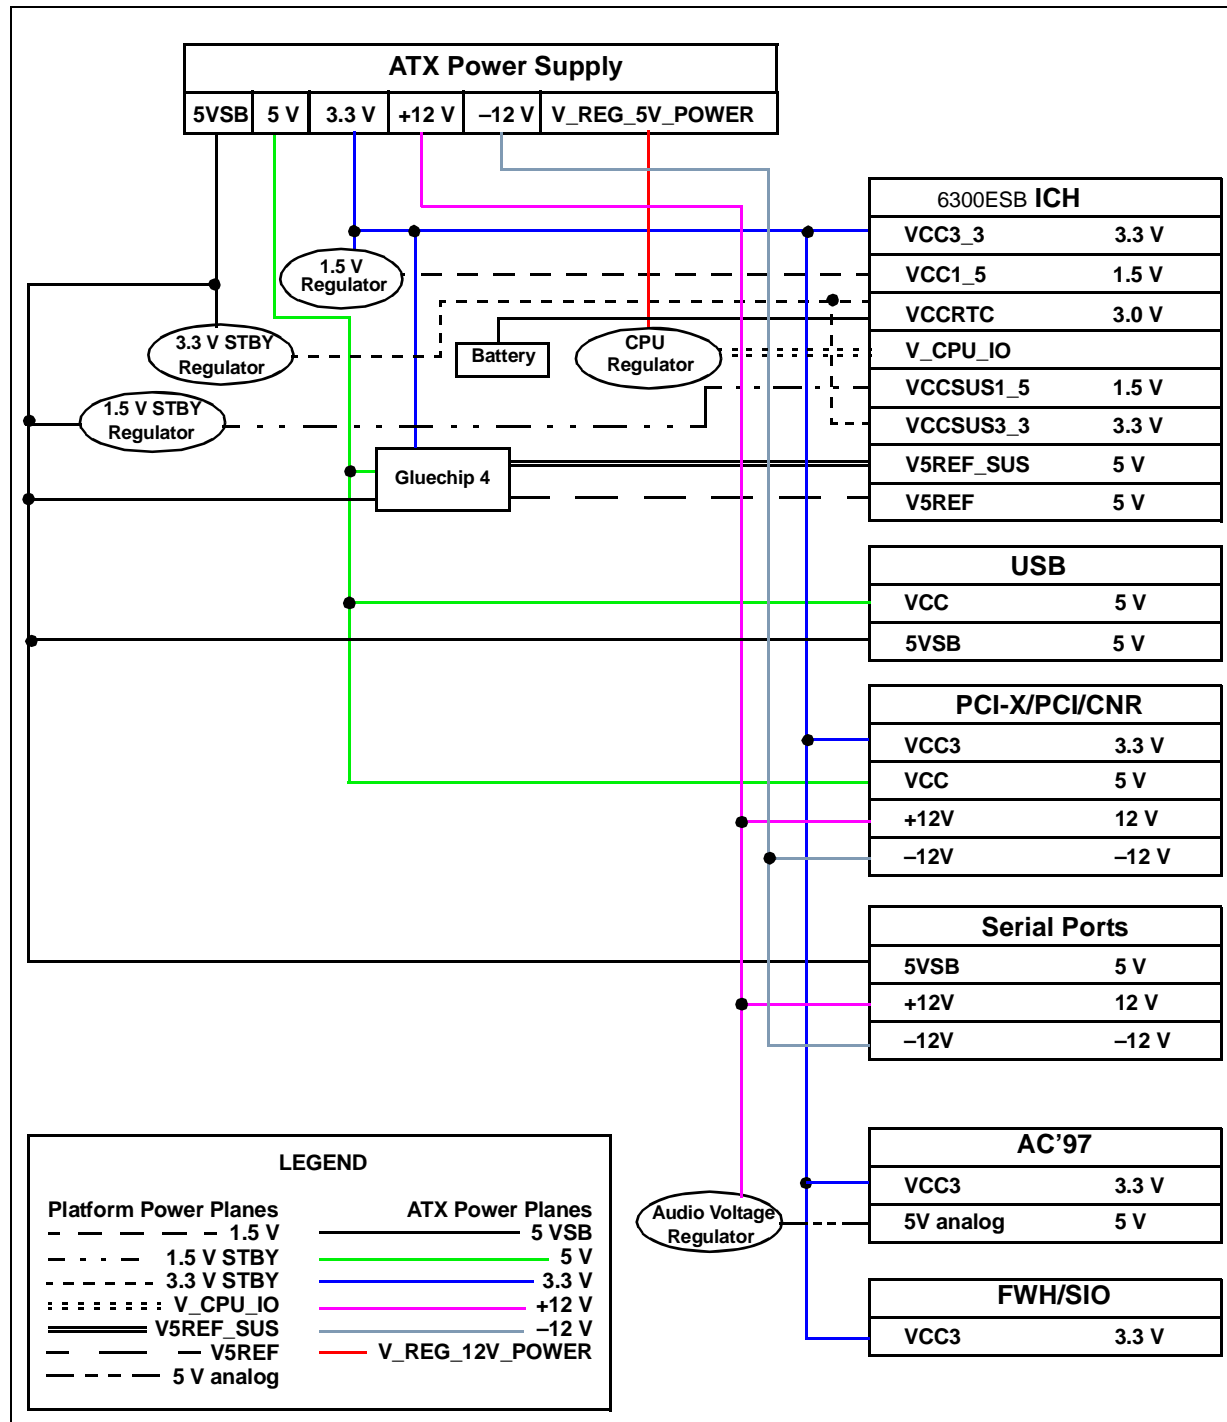 ATX Power Supply
5VSB 5 V 3.3 V +12 V –12 V V_REG_5V_POWER
6300ESB ICH
VCC3_3 3.3 V
VCC1_5 1.5 V
VCCRTC 3.0 V
V_CPU_IO
VCCSUS1_5 1.5 V
VCCSUS3_3 3.3 V
V5REF_SUS 5 V
V5REF 5 V
1.5 V
Regulator
3.3 V STBY
Regulator
Battery
CPU
Regulator
1.5 V STBY
Regulator
Gluechip 4
USB
VCC 5 V
5VSB 5 V
PCI-X/PCI/CNR
VCC3 3.3 V
VCC 5 V
+12V 12 V
–12V –12 V
Serial Ports
5VSB 5 V
+12V 12 V
–12V –12 V
AC’97
VCC3 3.3 V
5V analog 5 V
Audio Voltage
Regulator
FWH/SIO
VCC3 3.3 V
LEGEND
Platform Power Planes
1.5 V
1.5 V STBY
3.3 V STBY
V_CPU_IO
V5REF_SUS
V5REF
5 V analog
ATX Power Planes
5 VSB
5 V
3.3 V
+12 V
–12 V
V_REG_12V_POWER